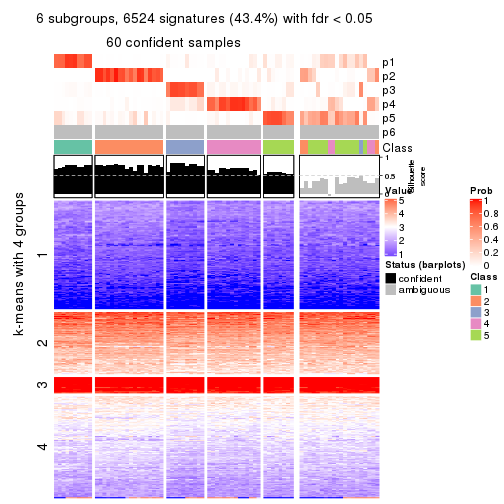 6 subgroups, 6524 signatures (43.4%) with fdr < 0.05
60 confident samples
p1
p2
p3
p4
p5
p6
Class
1
0.5
0
Silhouette
score
k-means with 4 groups
1
2
3
4
Value
5
4
3
2
1
Status (barplots)
confident
ambiguous
Prob
1
0.8
0.6
0.4
0.2
0
Class
1
2
3
4
5